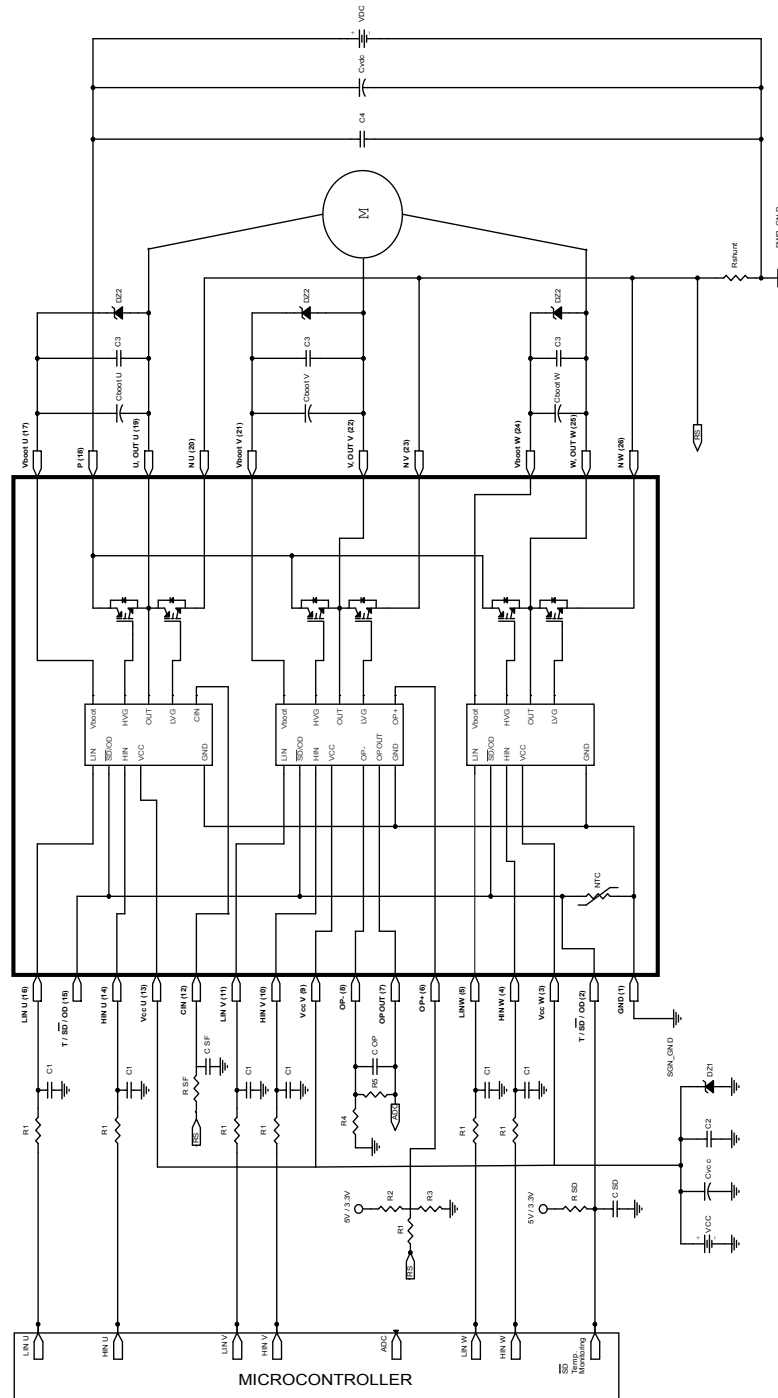 VDC
+
-
Cvdc
C4
M
Rshunt
DZ2
C3
Cboot U
DZ2
C3
Cboot V
DZ2
C3
Cboot W
RS
Vboot U (17)
P (18)
U, OUT U (19)
NU (20)
Vboot V (21)
V, OUT V (22)
NV (23)
Vboot W (24)
W, OUT W (25)
NW (26)
Vboot
HVG
OUT
LVG
CIN
LIN
SD/OD
HIN
VCC
GND
Vboot
HVG
OUT
LVG
OP+
LIN
SD/OD
HIN
VCC
OP-
OPOUT
GND
Vboot
HVG
OUT
LVG
LIN
SD/OD
HIN
VCC
GND
NTC
LIN U (16)
T / SD / OD (15)
HIN U (14)
Vcc U (13)
CIN (12)
LIN V (11)
HIN V (10)
Vcc V (9)
OP- (8)
OPOUT (7)
OP+ (6)
LIN W (5)
HIN W (4)
Vcc W (3)
T / SD / OD (2)
GND (1)
SGN_GND
R1
C1
R1
C1
RS
R SF
C SF
R1
C1
R1
C1
R4
R5
C OP
ADC
5V / 3.3V
R2
R3
R1
RS
R1
C1
R1
C1
5V / 3.3V
R SD
C SD
VCC
+
-
Cvcc
C2
DZ1
LIN U
HIN U
LIN V
HIN V
ADC
LIN W
HIN W
SD
Temp.
Monitoring
MICROCONTROLLER